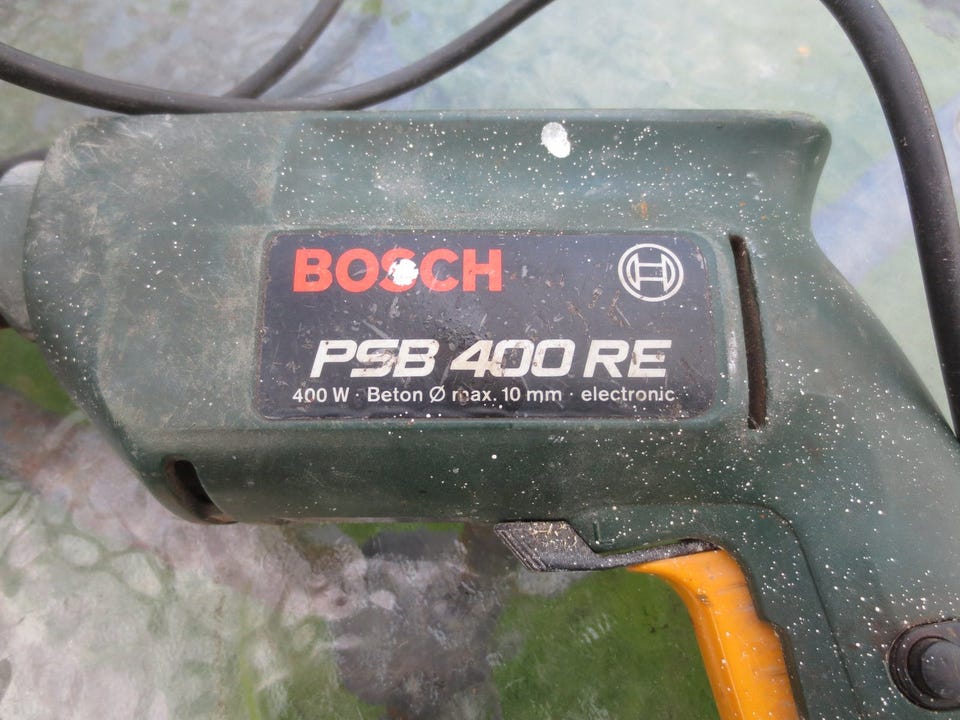 BOSCH
PSB 400 RE
400 W · Beton Ø max. 10 mm · electronic